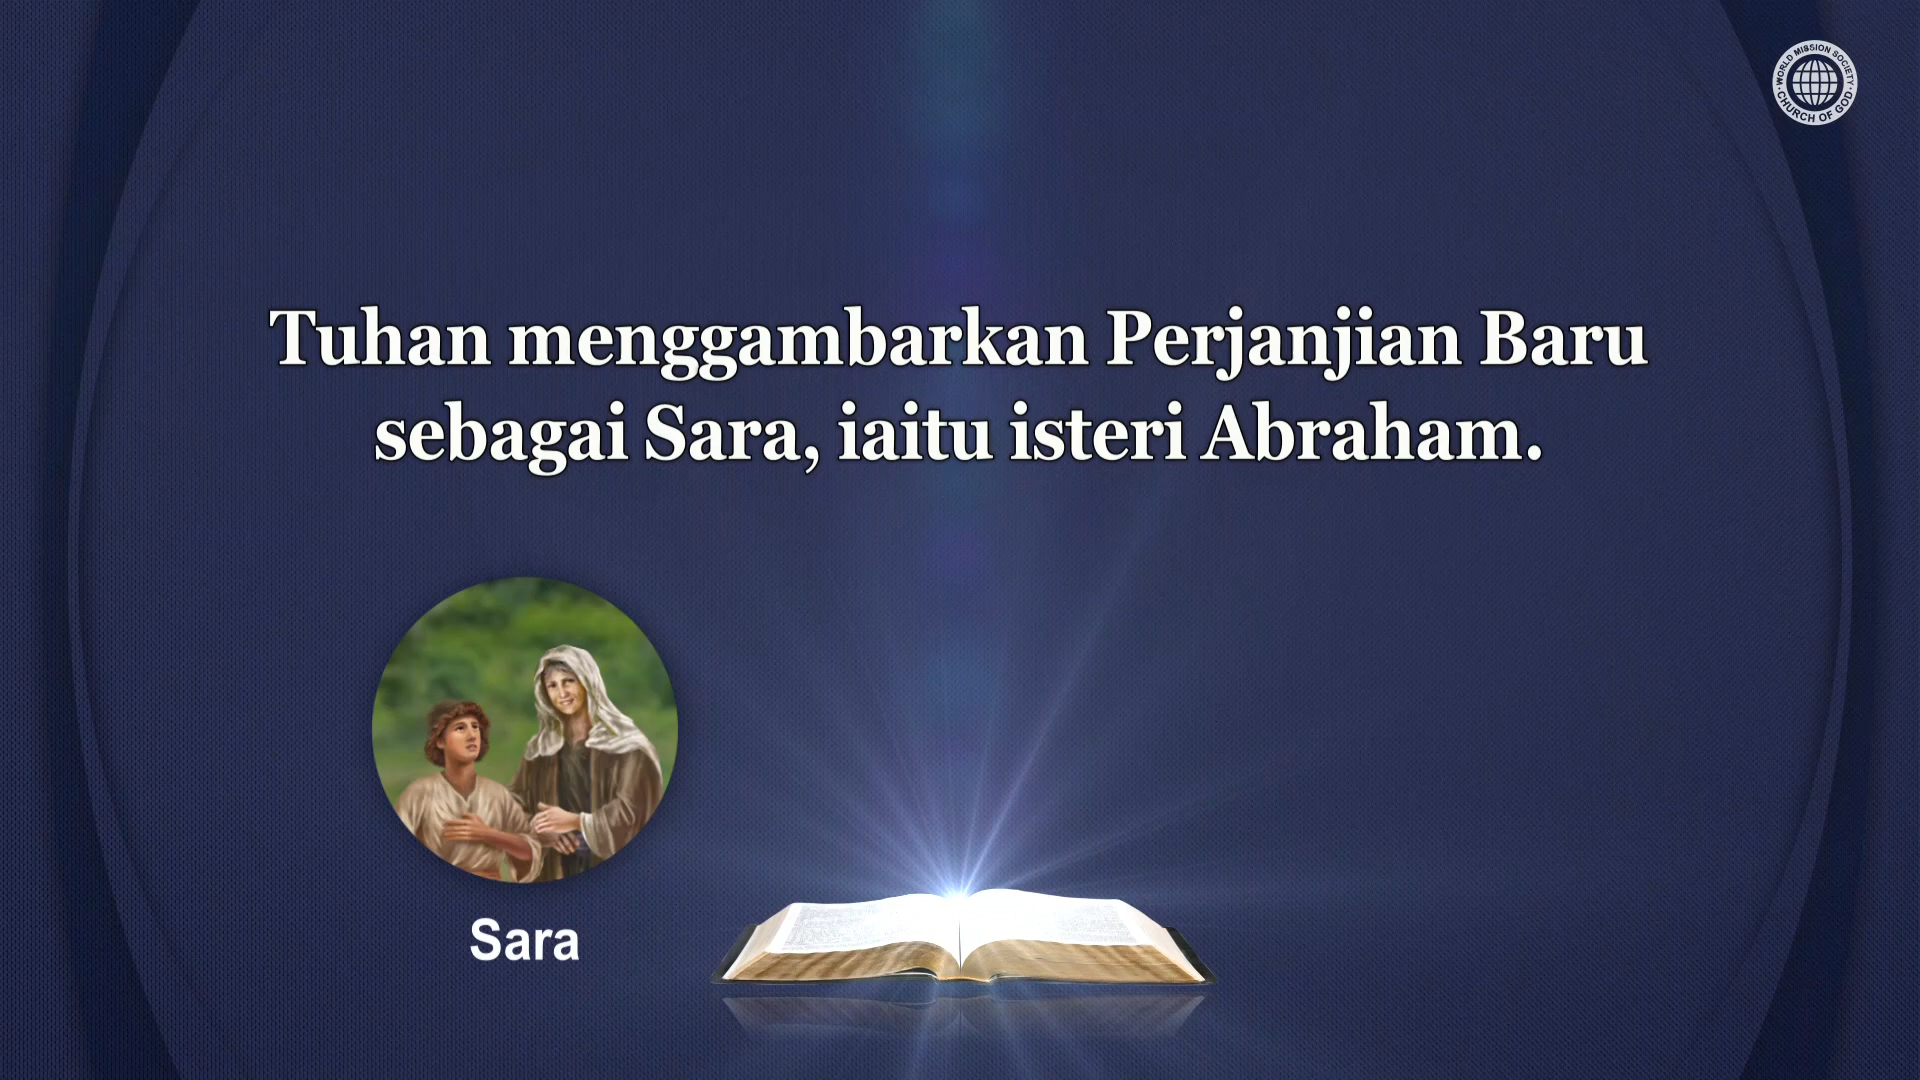 WORLD MISSION SOCIETY
CHURCH OF GOD
Tuhan menggambarkan Perjanjian Baru
sebagai Sara, iaitu isteri Abraham.
Sara